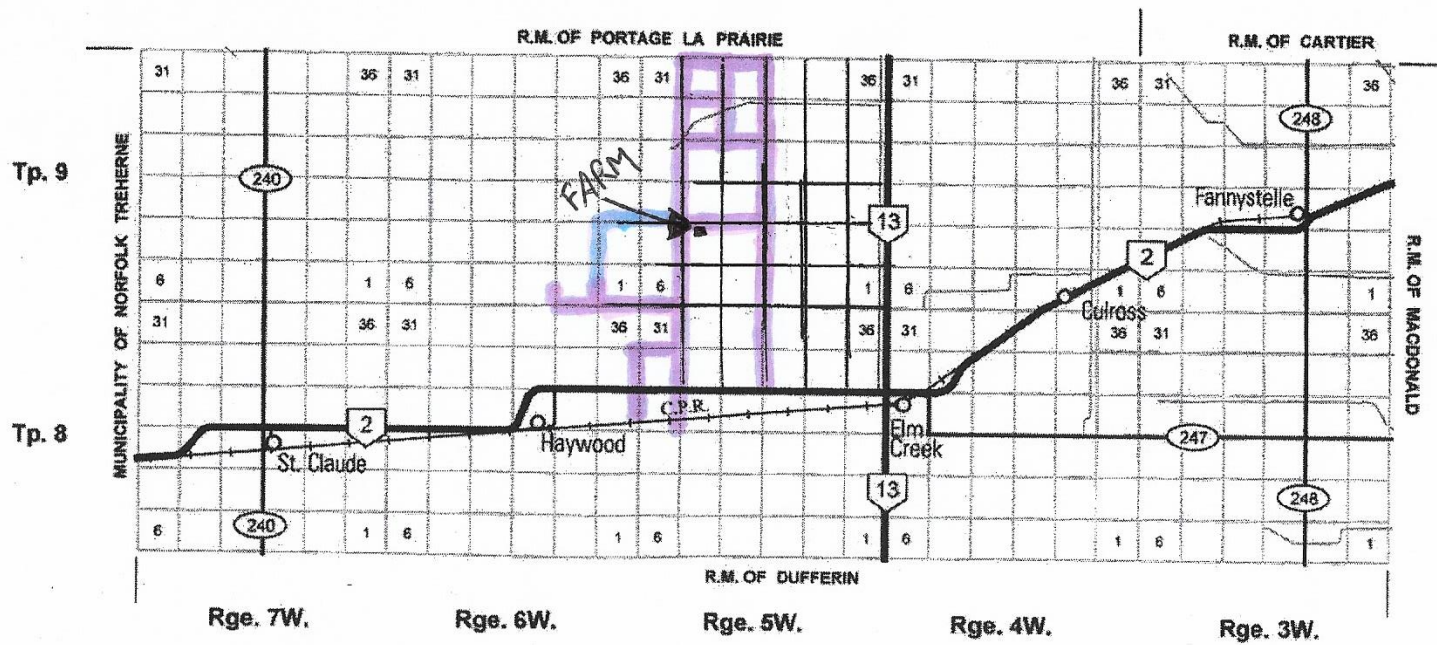 R.M. OF PORTAGE LA PRAIRIE
R.M. OF CARTIER
31 36 31 36 31 36 31 36 31 36
248
MUNICIPALITY OF NORFOLK TREHERNE
Tp. 9
240
FARM
13
Fannystelle
2
R.M. OF MACDONALD
6 1 6 1 6 1 6 1 6 1
Culross
31 36 31 36 31 36 31 36 31 36
Tp. 8
2
St. Claude
Haywood
C.P.R.
Elm
Creek
247
13
248
240
6 1 6 1 6 1 6 1 6 1
R.M. OF DUFFERIN
Rge. 7W. Rge. 6W. Rge. 5W. Rge. 4W. Rge. 3W.